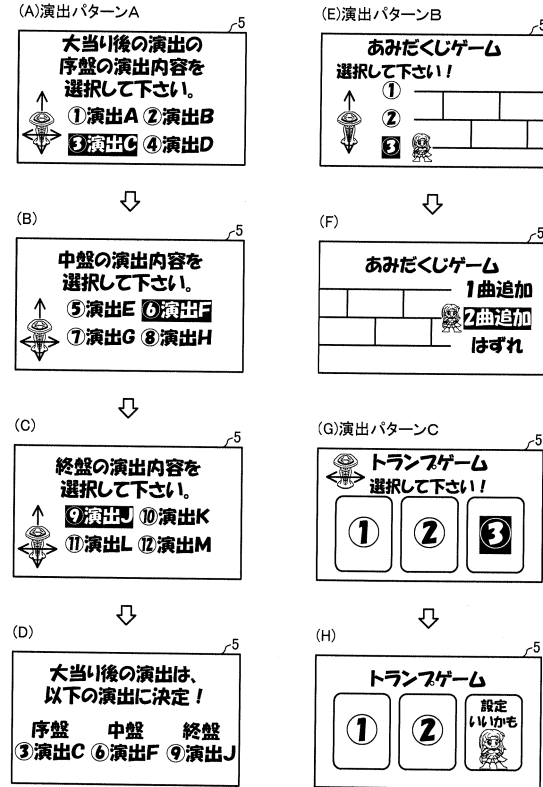 (A)演出パターンA
5
大当り後の演出の
序盤の演出内容を
選択して下さい。
①演出A ②演出B
③演出C ④演出D
(B)
5
中盤の演出内容を
選択して下さい。
⑤演出E ⑥演出F
⑦演出G ⑧演出H
(C)
5
終盤の演出内容を
選択して下さい。
⑨演出J ⑩演出K
⑪演出L ⑫演出M
(D)
5
大当り後の演出は、
以下の演出に決定!
序盤 中盤 終盤
③演出C ⑥演出F ⑨演出J
(E)演出パターンB
5
あみだくじゲーム
選択して下さい!
①
②
③
(F)
5
あみだくじゲーム
1曲追加
2曲追加
はずれ
(G)演出パターンC
5
トランプゲーム
選択して下さい!
① ② ③
(H)
5
トランプゲーム
① ② 設定
いいかも